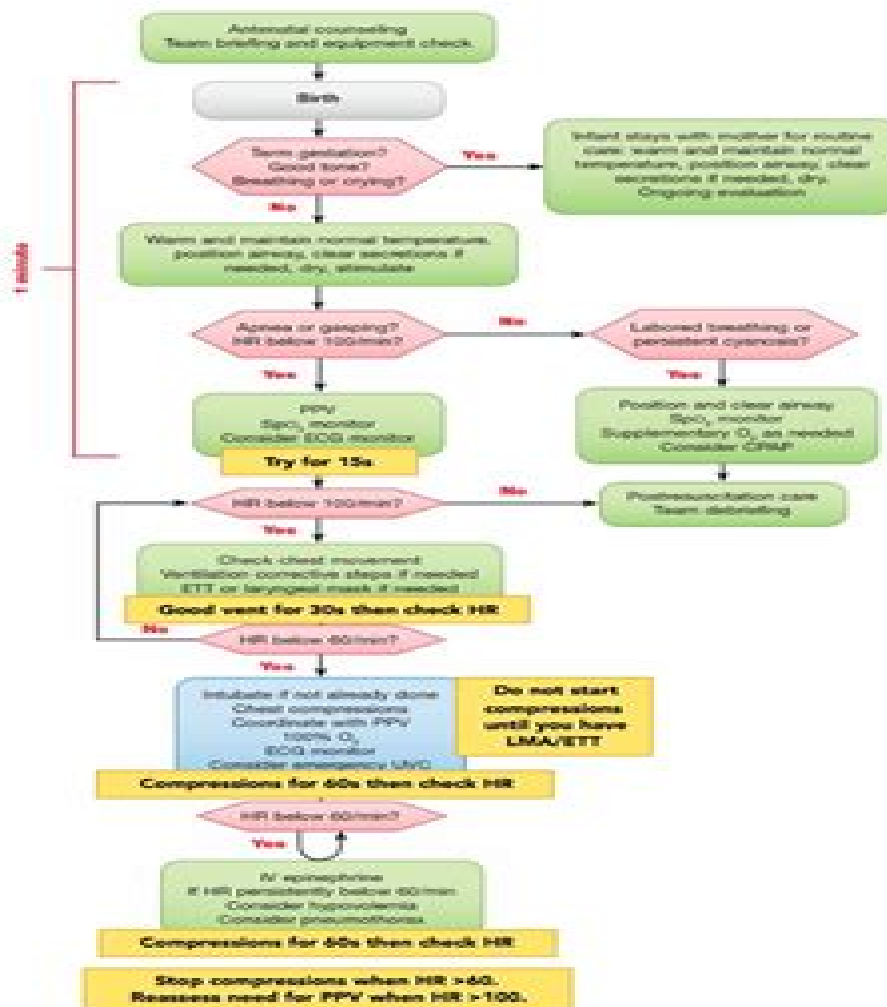 Antenatal counseling
Team briefing and equipment check
Birth
1 minute
Term gestation?
Good tone?
Breathing or crying?
Yes
Infant stays with mother for routine
care: warm and maintain normal
temperature, position airway, clear
secretions if needed, dry.
Ongoing evaluation
No
Warm and maintain normal temperature,
position airway, clear secretions if
needed, dry, stimulate
Apnea or gasping?
HR below 100/min?
No
Labored breathing or
persistent cyanosis?
Yes
Yes
PPV
SpO₂ monitor
Consider ECG monitor
Try for 15s
Position and clear airway
SpO₂ monitor
Supplementary O₂ as needed
Consider CPAP
HR below 100/min?
No
Postresuscitation care
Team debriefing
Yes
Check chest movement
Ventilation corrective steps if needed
ETT or laryngeal mask if needed
Good vent for 30s then check HR
No
HR below 60/min?
Yes
Intubate if not already done
Chest compressions
Coordinate with PPV
100% O₂
ECG monitor
Consider emergency UVC
Do not start
compressions
until you have
LMA/ETT
Compressions for 60s then check HR
HR below 60/min?
Yes
IV epinephrine
If HR persistently below 60/min
Consider hypovolemia
Consider pneumothorax
Compressions for 60s then check HR
Stop compressions when HR >60.
Reassess need for PPV when HR >100.